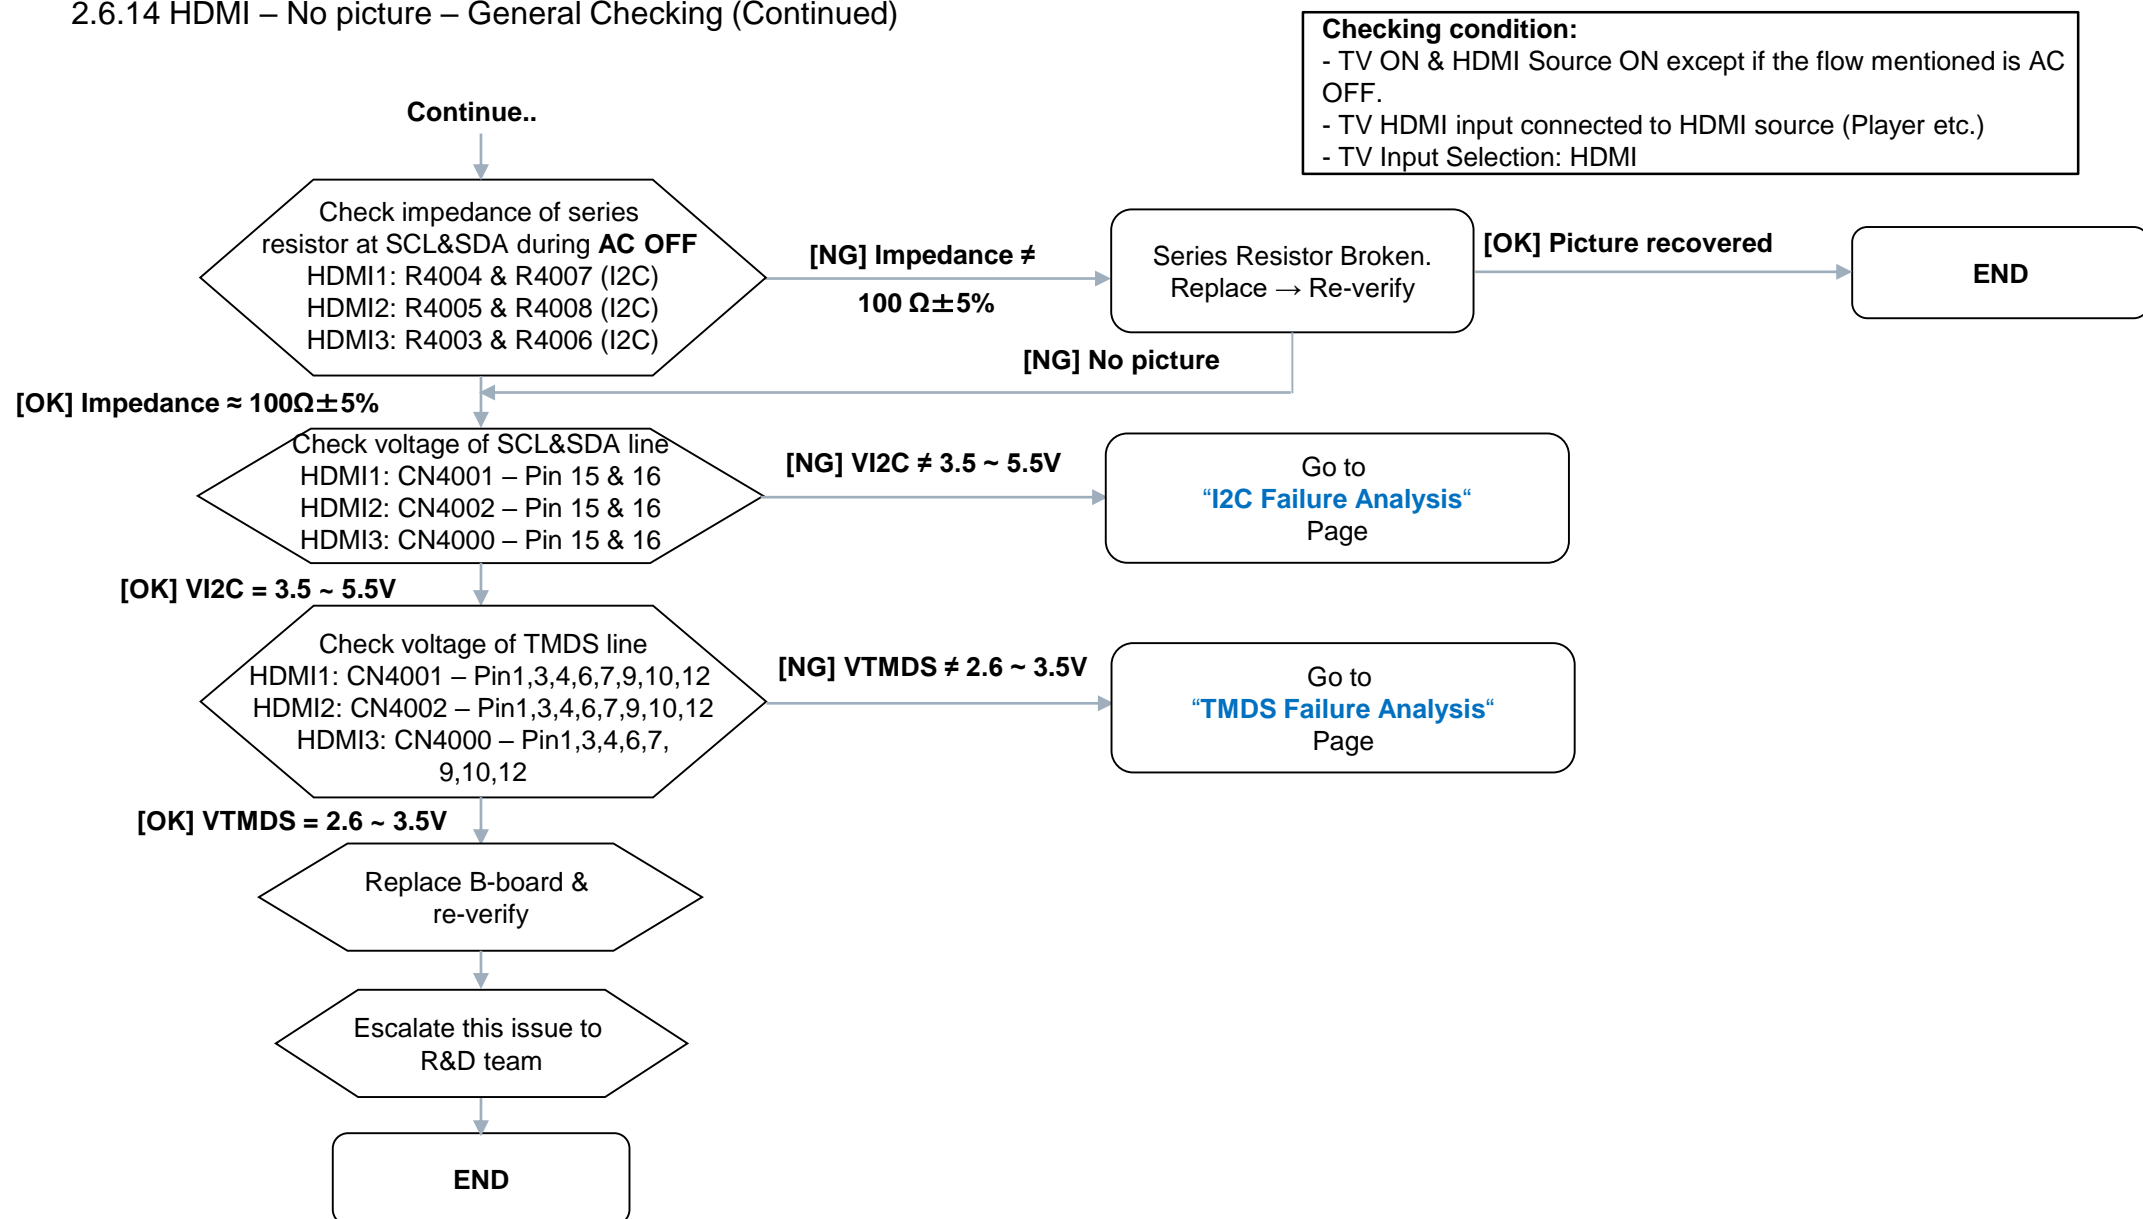 2.6.14 HDMI – No picture – General Checking (Continued)
Checking condition:
- TV ON & HDMI Source ON except if the flow mentioned is AC
OFF.
- TV HDMI input connected to HDMI source (Player etc.)
- TV Input Selection: HDMI
Continue..
Check impedance of series
resistor at SCL&SDA during AC OFF
HDMI1: R4004 & R4007 (I2C)
HDMI2: R4005 & R4008 (I2C)
HDMI3: R4003 & R4006 (I2C)
[NG] Impedance ≠
100 Ω±5%
Series Resistor Broken.
Replace → Re-verify
[OK] Picture recovered
END
[NG] No picture
[OK] Impedance ≈ 100Ω±5%
Check voltage of SCL&SDA line
HDMI1: CN4001 – Pin 15 & 16
HDMI2: CN4002 – Pin 15 & 16
HDMI3: CN4000 – Pin 15 & 16
[NG] VI2C ≠ 3.5 ~ 5.5V
Go to
“I2C Failure Analysis“
Page
[OK] VI2C = 3.5 ~ 5.5V
Check voltage of TMDS line
HDMI1: CN4001 – Pin1,3,4,6,7,9,10,12
HDMI2: CN4002 – Pin1,3,4,6,7,9,10,12
HDMI3: CN4000 – Pin1,3,4,6,7,
9,10,12
[NG] VTMDS ≠ 2.6 ~ 3.5V
Go to
“TMDS Failure Analysis“
Page
[OK] VTMDS = 2.6 ~ 3.5V
Replace B-board &
re-verify
Escalate this issue to
R&D team
END